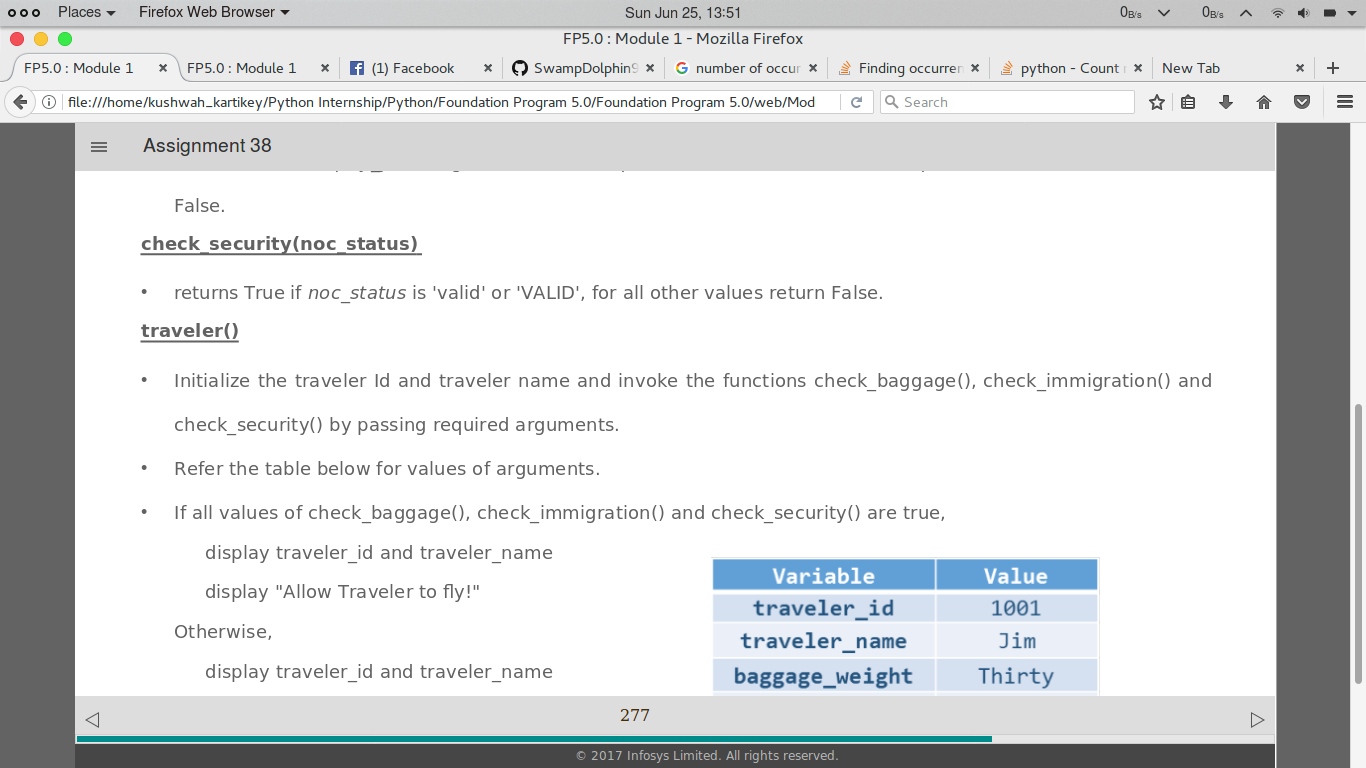 Places
Firefox Web Browser
Sun Jun 25, 13:51
0B/s
0B/s
FP5.0 : Module 1 - Mozilla Firefox
FP5.0 : Module 1
FP5.0 : Module 1
(1) Facebook
SwampDolphin9
number of occur
Finding occurren
python - Count
New Tab
file:///home/kushwah_kartikey/Python Internship/Python/Foundation Program 5.0/Foundation Program 5.0/web/Mod
Search
Assignment 38
False.
check_security(noc_status)
• returns True if noc_status is 'valid' or 'VALID', for all other values return False.
traveler()
• Initialize the traveler Id and traveler name and invoke the functions check_baggage(), check_immigration() and
check_security() by passing required arguments.
• Refer the table below for values of arguments.
• If all values of check_baggage(), check_immigration() and check_security() are true,
display traveler_id and traveler_name
display "Allow Traveler to fly!"
Otherwise,
display traveler_id and traveler_name
Variable Value
traveler_id 1001
traveler_name Jim
baggage_weight Thirty
277
© 2017 Infosys Limited. All rights reserved.